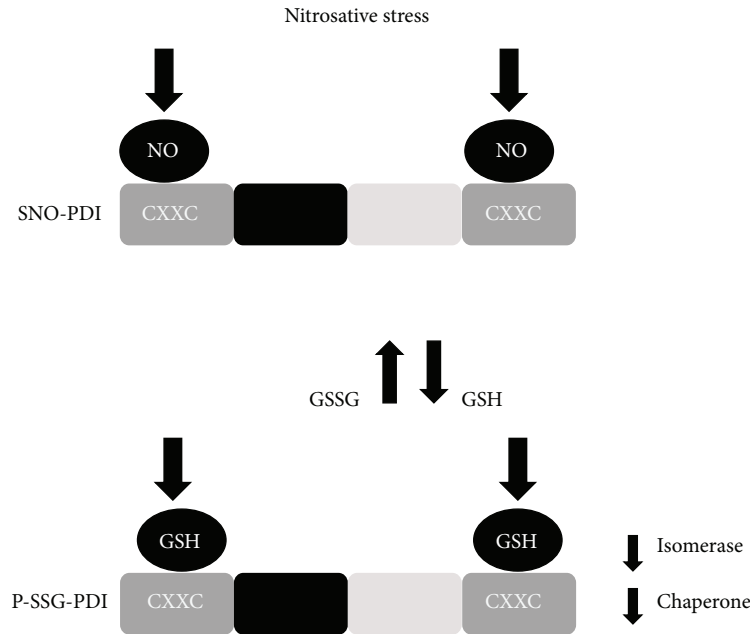 Nitrosative stress
NO
NO
SNO-PDI
CXXC
CXXC
GSSG
GSH
GSH
GSH
Isomerase
P-SSG-PDI
CXXC
CXXC
Chaperone